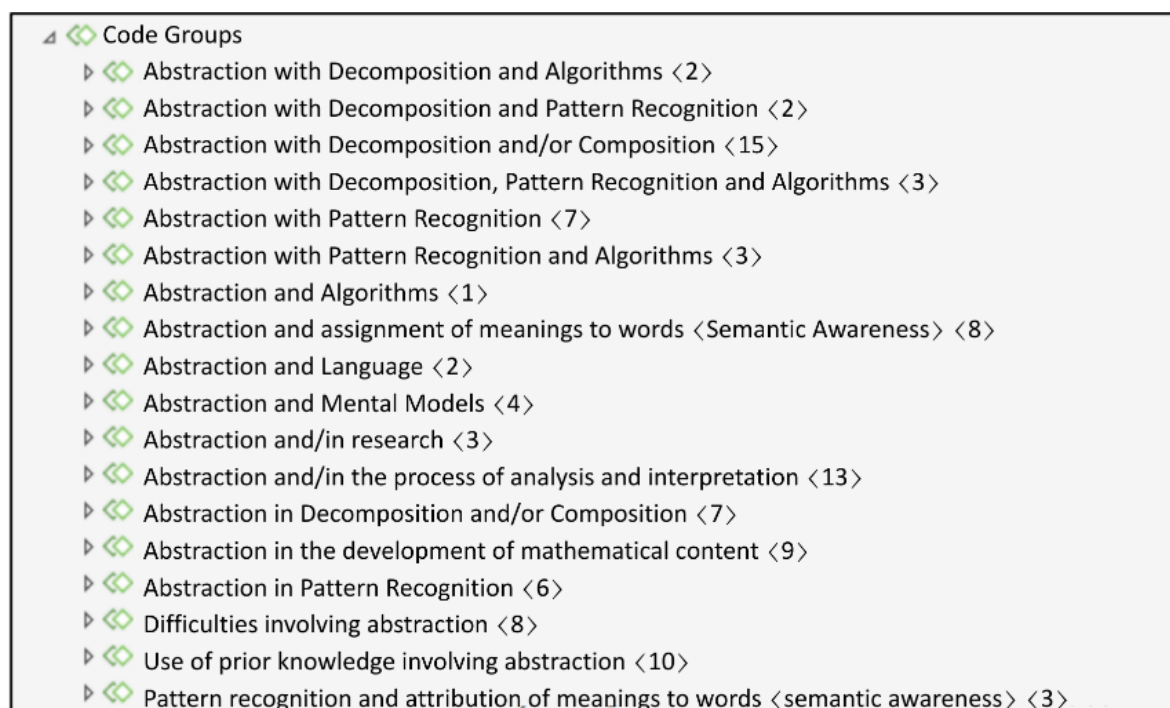 Code Groups
Abstraction with Decomposition and Algorithms 〈2〉
Abstraction with Decomposition and Pattern Recognition 〈2〉
Abstraction with Decomposition and/or Composition 〈15〉
Abstraction with Decomposition, Pattern Recognition and Algorithms 〈3〉
Abstraction with Pattern Recognition 〈7〉
Abstraction with Pattern Recognition and Algorithms 〈3〉
Abstraction and Algorithms 〈1〉
Abstraction and assignment of meanings to words 〈Semantic Awareness〉 〈8〉
Abstraction and Language 〈2〉
Abstraction and Mental Models 〈4〉
Abstraction and/in research 〈3〉
Abstraction and/in the process of analysis and interpretation 〈13〉
Abstraction in Decomposition and/or Composition 〈7〉
Abstraction in the development of mathematical content 〈9〉
Abstraction in Pattern Recognition 〈6〉
Difficulties involving abstraction 〈8〉
Use of prior knowledge involving abstraction 〈10〉
Pattern recognition and attribution of meanings to words 〈semantic awareness〉 〈3〉